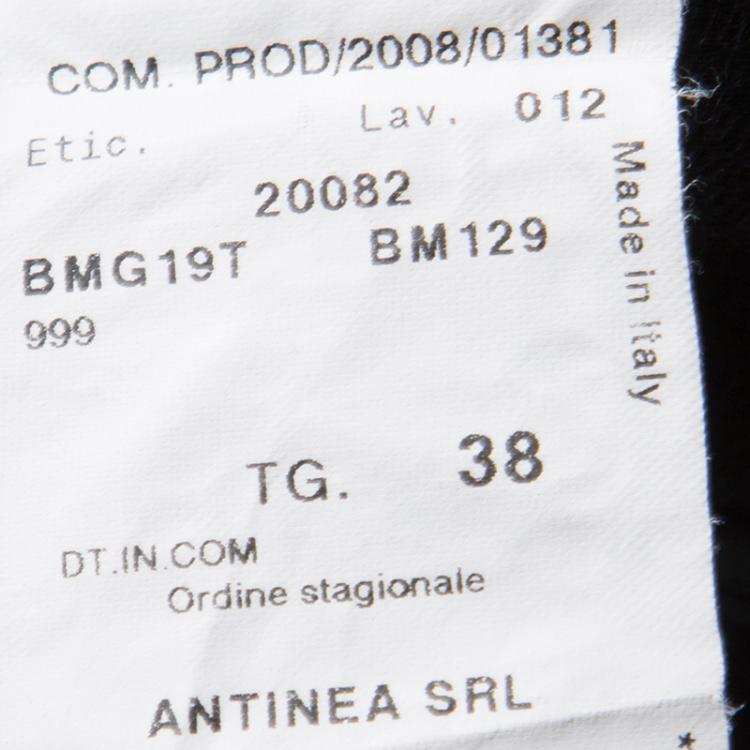 COM. PROD/2008/01381
Etic. Lav. 012
20082
BMG19T BM129
999
Made in Italy
TG. 38
DT.IN.COM
Ordine stagionale
ANTINEA SRL
*